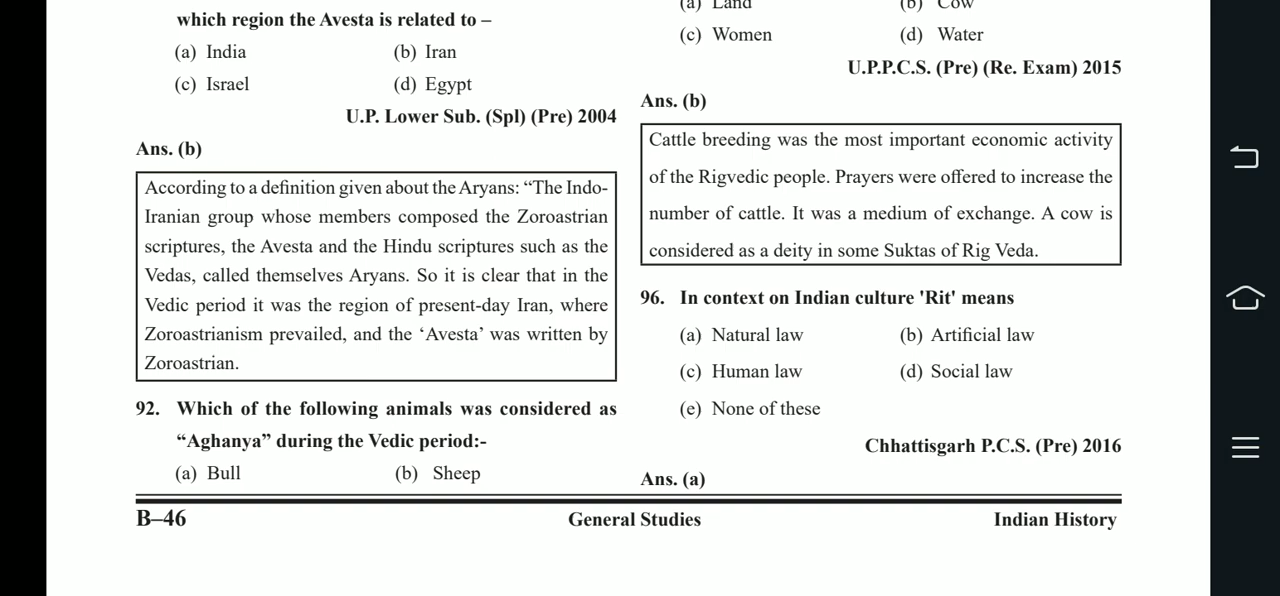 which region the Avesta is related to –
(a) India (b) Iran
(c) Israel (d) Egypt
U.P. Lower Sub. (Spl) (Pre) 2004
Ans. (b)
According to a definition given about the Aryans: “The Indo-
Iranian group whose members composed the Zoroastrian
scriptures, the Avesta and the Hindu scriptures such as the
Vedas, called themselves Aryans. So it is clear that in the
Vedic period it was the region of present-day Iran, where
Zoroastrianism prevailed, and the ‘Avesta’ was written by
Zoroastrian.
92. Which of the following animals was considered as
“Aghanya” during the Vedic period:-
(a) Bull (b) Sheep
(a) Land (b) Cow
(c) Women (d) Water
U.P.P.C.S. (Pre) (Re. Exam) 2015
Ans. (b)
Cattle breeding was the most important economic activity
of the Rigvedic people. Prayers were offered to increase the
number of cattle. It was a medium of exchange. A cow is
considered as a deity in some Suktas of Rig Veda.
96. In context on Indian culture 'Rit' means
(a) Natural law (b) Artificial law
(c) Human law (d) Social law
(e) None of these
Chhattisgarh P.C.S. (Pre) 2016
Ans. (a)
B–46 General Studies Indian History